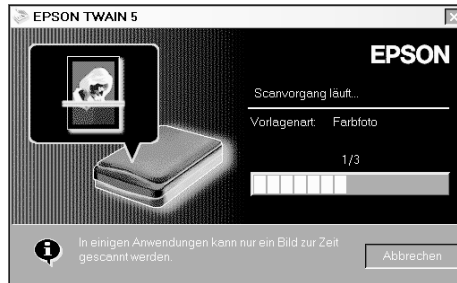 EPSON TWAIN 5
EPSON
Scanvorgang läuft...
Vorlagenart: Farbfoto
1/3
In einigen Anwendungen kann nur ein Bild zur Zeit
gescannt werden.
Abbrechen